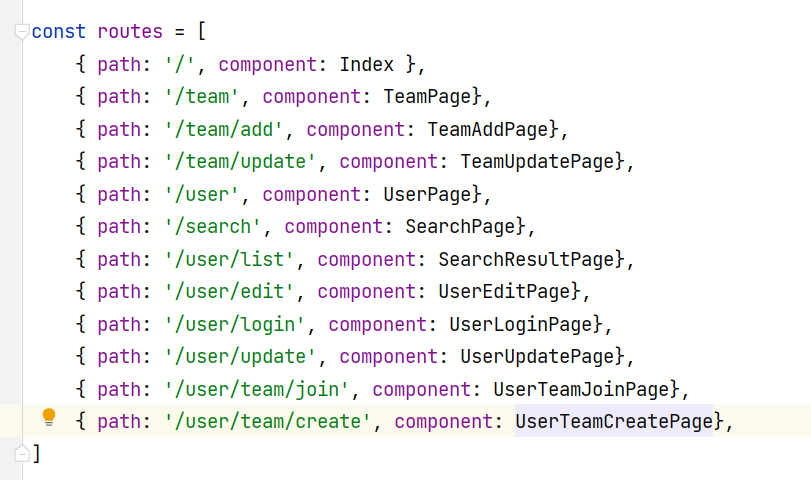 const routes = [
{ path: '/', component: Index },
{ path: '/team', component: TeamPage},
{ path: '/team/add', component: TeamAddPage},
{ path: '/team/update', component: TeamUpdatePage},
{ path: '/user', component: UserPage},
{ path: '/search', component: SearchPage},
{ path: '/user/list', component: SearchResultPage},
{ path: '/user/edit', component: UserEditPage},
{ path: '/user/login', component: UserLoginPage},
{ path: '/user/update', component: UserUpdatePage},
{ path: '/user/team/join', component: UserTeamJoinPage},
{ path: '/user/team/create', component: UserTeamCreatePage},
]